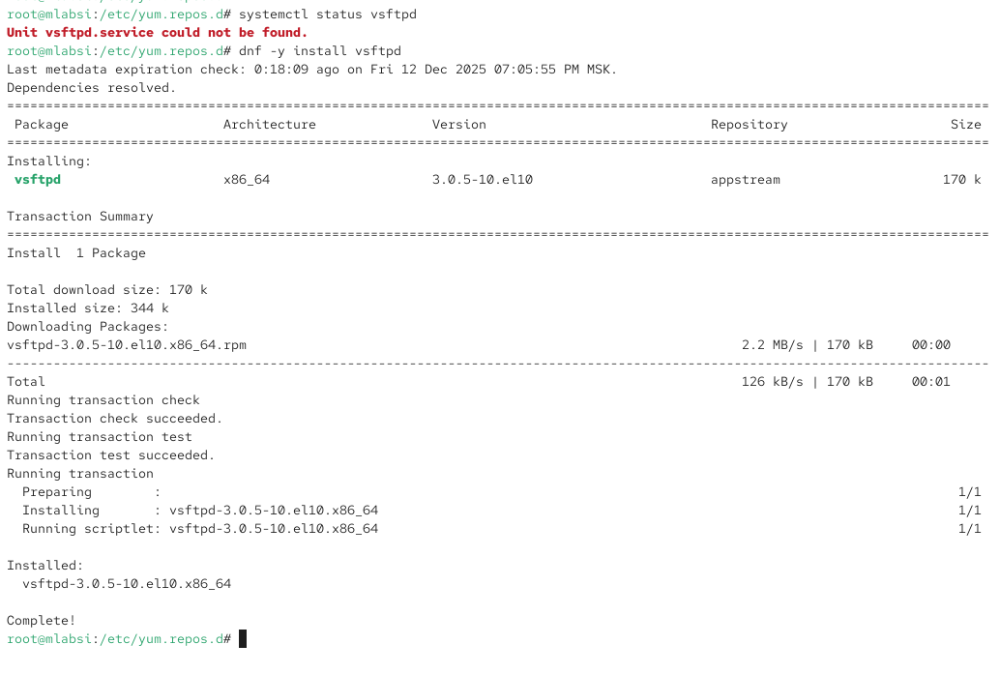 root@mlabsi:/etc/yum.repos.d# systemctl status vsftpd
Unit vsftpd.service could not be found.
root@mlabsi:/etc/yum.repos.d# dnf -y install vsftpd
Last metadata expiration check: 0:18:09 ago on Fri 12 Dec 2025 07:05:55 PM MSK.
Dependencies resolved.
================================================================================
Package Architecture Version Repository Size
================================================================================
Installing:
vsftpd x86_64 3.0.5-10.el10 appstream 170 k
Transaction Summary
================================================================================
Install  1 Package
Total download size: 170 k
Installed size: 344 k
Downloading Packages:
vsftpd-3.0.5-10.el10.x86_64.rpm 2.2 MB/s | 170 kB 00:00
--------------------------------------------------------------------------------
Total 126 kB/s | 170 kB 00:01
Running transaction check
Transaction check succeeded.
Running transaction test
Transaction test succeeded.
Running transaction
Preparing : 1/1
Installing : vsftpd-3.0.5-10.el10.x86_64 1/1
Running scriptlet: vsftpd-3.0.5-10.el10.x86_64 1/1
Installed:
vsftpd-3.0.5-10.el10.x86_64
Complete!
root@mlabsi:/etc/yum.repos.d#